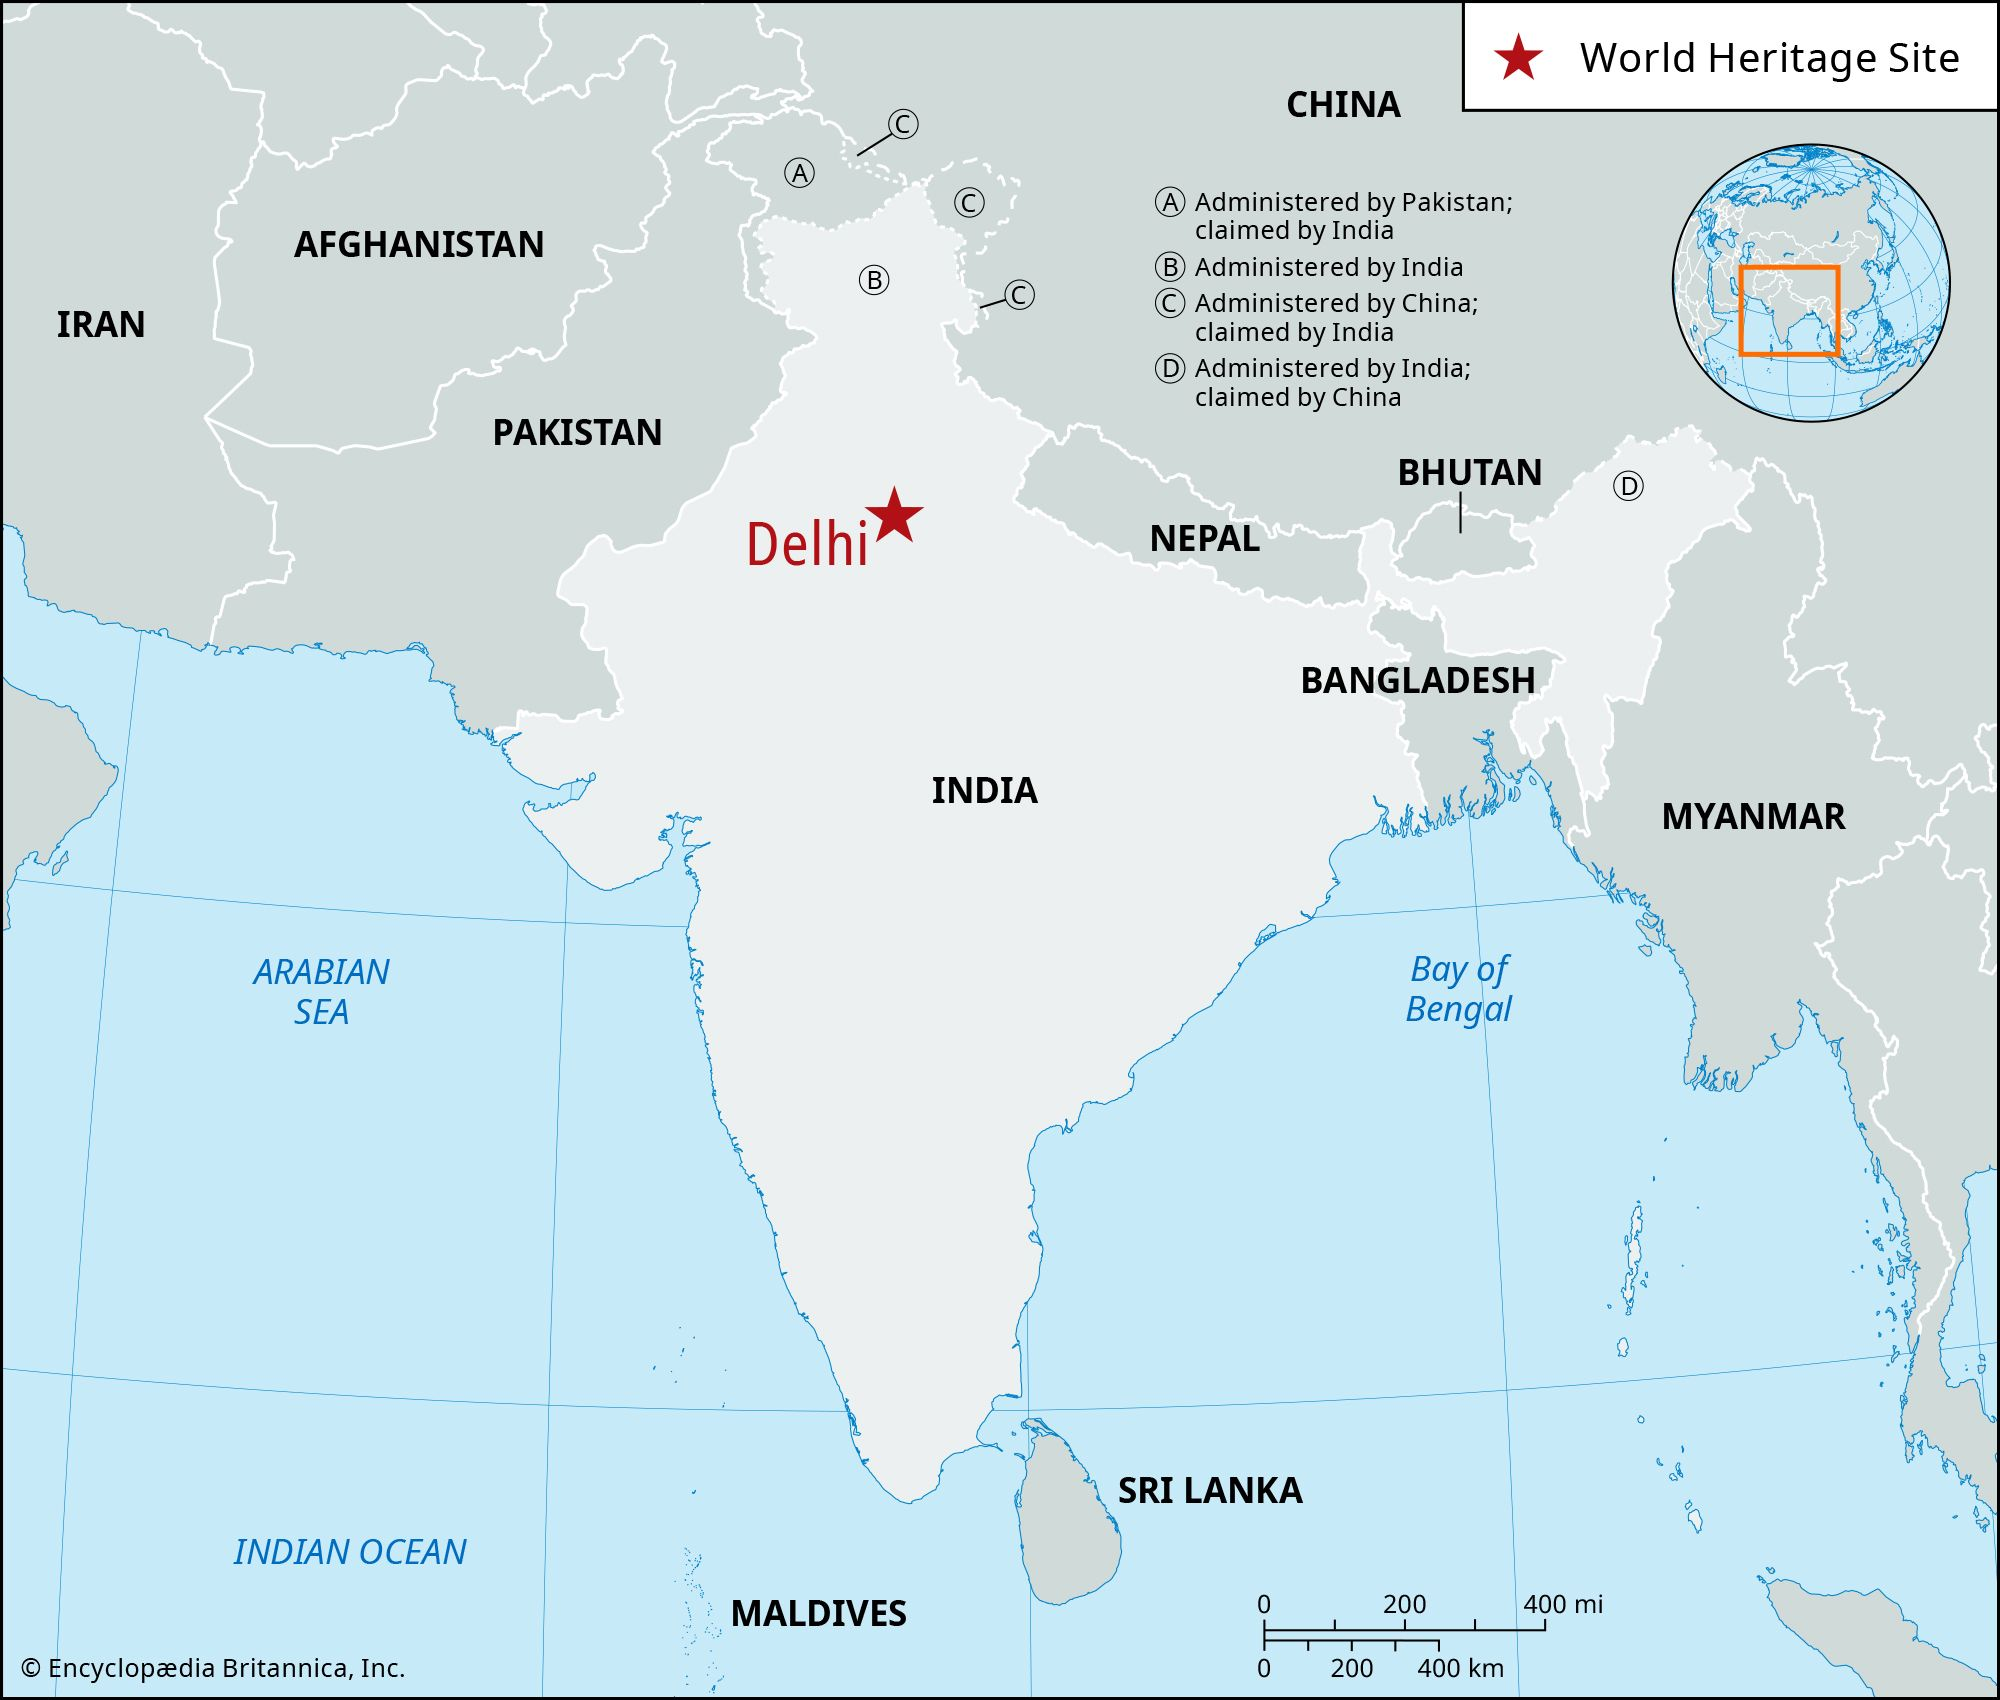 World Heritage Site
CHINA
Ⓒ
Ⓐ
Ⓒ
Ⓐ Administered by Pakistan;
claimed by India
AFGHANISTAN
Ⓑ Administered by India
Ⓑ
Ⓒ
Ⓒ Administered by China;
claimed by India
IRAN
Ⓓ Administered by India;
claimed by China
PAKISTAN
BHUTAN
Ⓓ
Delhi
NEPAL
BANGLADESH
INDIA
MYANMAR
ARABIAN
SEA
Bay of
Bengal
SRI LANKA
INDIAN OCEAN
MALDIVES
0 200 400 mi
0 200 400 km
© Encyclopædia Britannica, Inc.